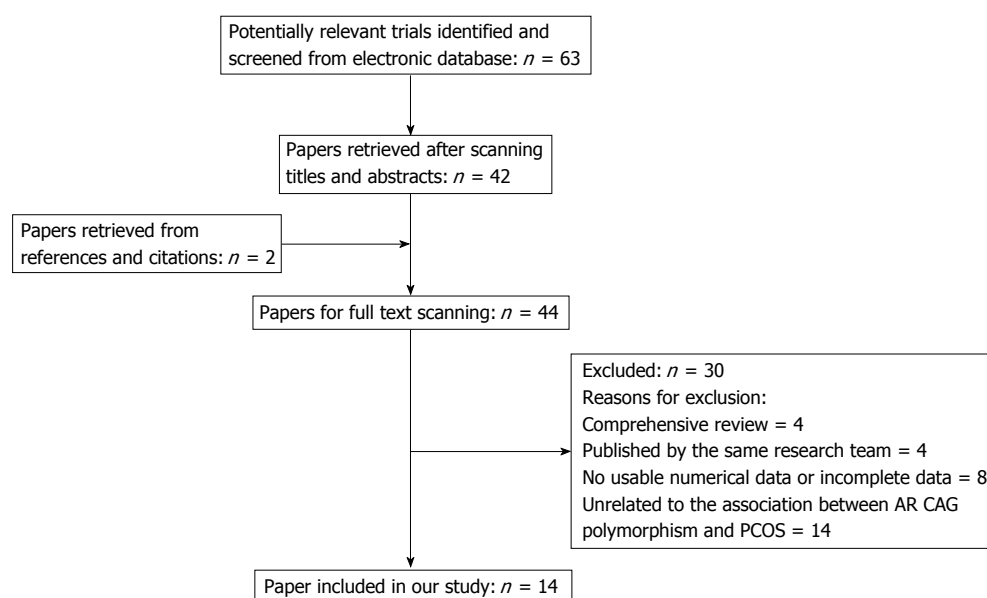 Potentially relevant trials identified and
screened from electronic database: n = 63
Papers retrieved after scanning
titles and abstracts: n = 42
Papers retrieved from
references and citations: n = 2
Papers for full text scanning: n = 44
Excluded: n = 30
Reasons for exclusion:
Comprehensive review = 4
Published by the same research team = 4
No usable numerical data or incomplete data = 8
Unrelated to the association between AR CAG
polymorphism and PCOS = 14
Paper included in our study: n = 14